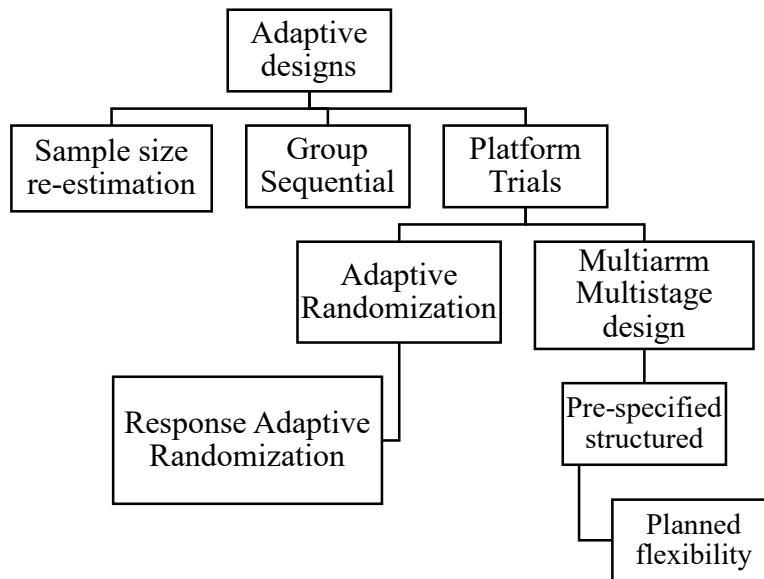 Adaptive
designs
Sample size
re-estimation
Group
Sequential
Platform
Trials
Adaptive
Randomization
Multiarrm
Multistage
design
Response Adaptive
Randomization
Pre-specified
structured
Planned
flexibility